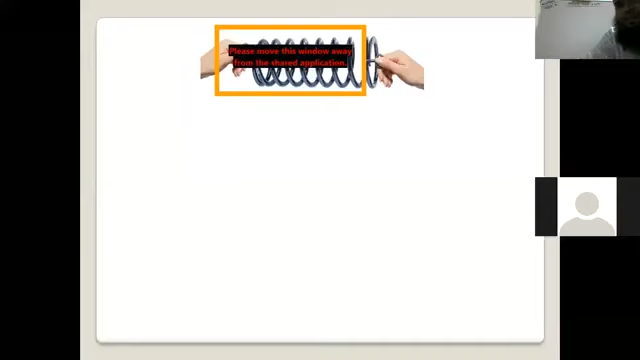 Please move this window away
from the shared application.